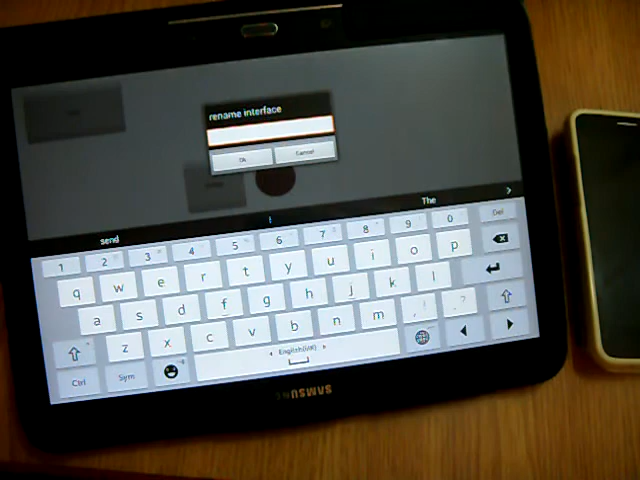 rename interface
Ok Cancel
send I The
1 2 3 4 5 6 7 8 9 0 Del
q w e r t y u i o p
a s d f g h j k l
z x c v b n m , ! . ?
Ctrl Sym English(UK)
SAMSUNG